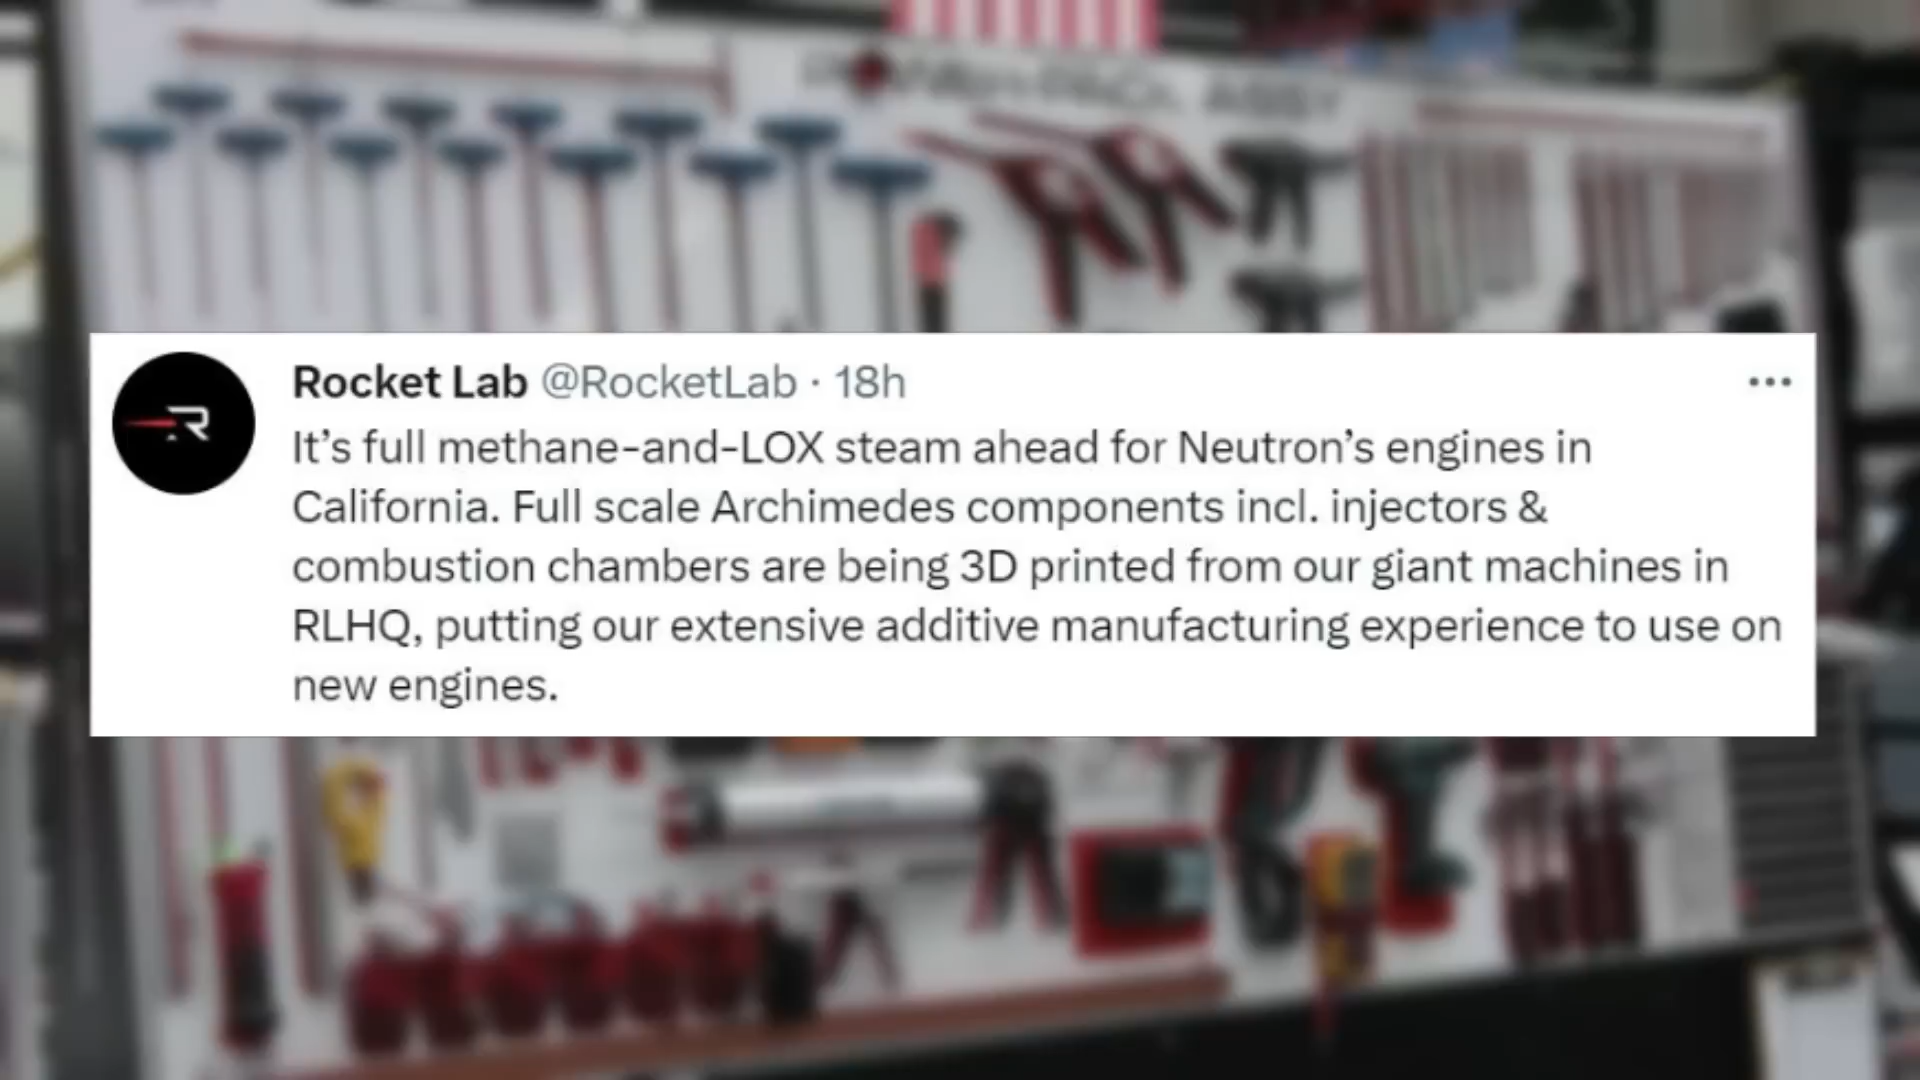 Rocket Lab @RocketLab · 18h
It’s full methane-and-LOX steam ahead for Neutron’s engines in
California. Full scale Archimedes components incl. injectors &
combustion chambers are being 3D printed from our giant machines in
RLHQ, putting our extensive additive manufacturing experience to use on
new engines.